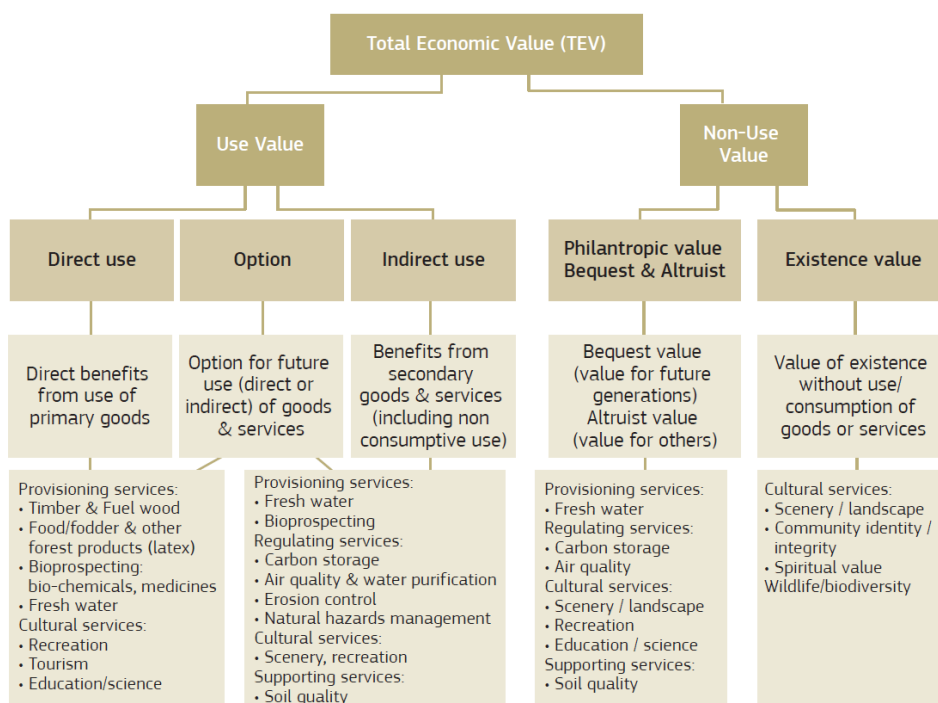 Total Economic Value (TEV)
Use Value
Non-Use
Value
Direct use
Option
Indirect use
Philantropic value
Bequest & Altruist
Existence value
Direct benefits
from use of
primary goods
Option for future
use (direct or
indirect) of goods
& services
Benefits from
secondary
goods & services
(including non
consumptive use)
Bequest value
(value for future
generations)
Altruist value
(value for others)
Value of existence
without use/
consumption of
goods or services
Provisioning services:
• Timber & Fuel wood
• Food/fodder & other
forest products (latex)
• Bioprospecting:
bio-chemicals, medicines
• Fresh water
Cultural services:
• Recreation
• Tourism
• Education/science
Provisioning services:
• Fresh water
• Bioprospecting
Regulating services:
• Carbon storage
• Air quality & water purification
• Erosion control
• Natural hazards management
Cultural services:
• Scenery, recreation
Supporting services:
• Soil quality
Provisioning services:
• Fresh water
Regulating services:
• Carbon storage
• Air quality
Cultural services:
• Scenery / landscape
• Recreation
• Education / science
Supporting services:
• Soil quality
Cultural services:
• Scenery / landscape
• Community identity /
integrity
• Spiritual value
Wildlife/biodiversity